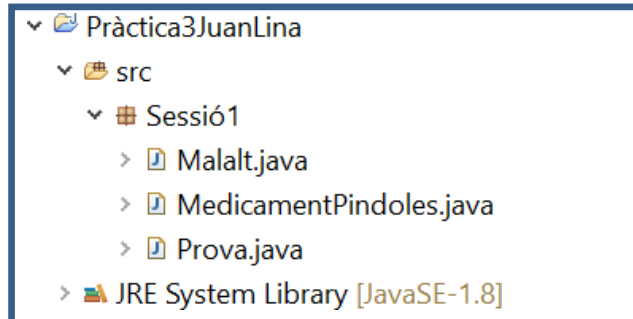 Pràctica3JuanLina
src
Sessió1
Malalt.java
MedicamentPindoles.java
Prova.java
JRE System Library [JavaSE-1.8]